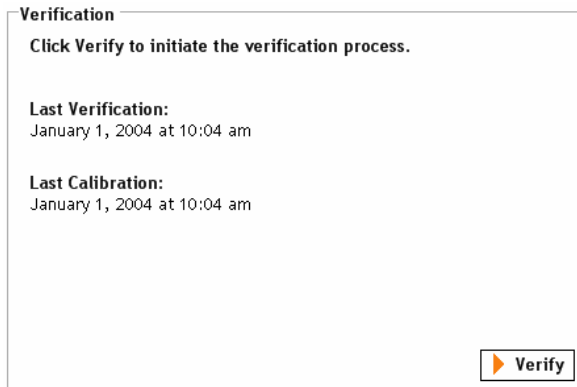 Verification
Click Verify to initiate the verification process.
Last Verification:
January 1, 2004 at 10:04 am
Last Calibration:
January 1, 2004 at 10:04 am
Verify